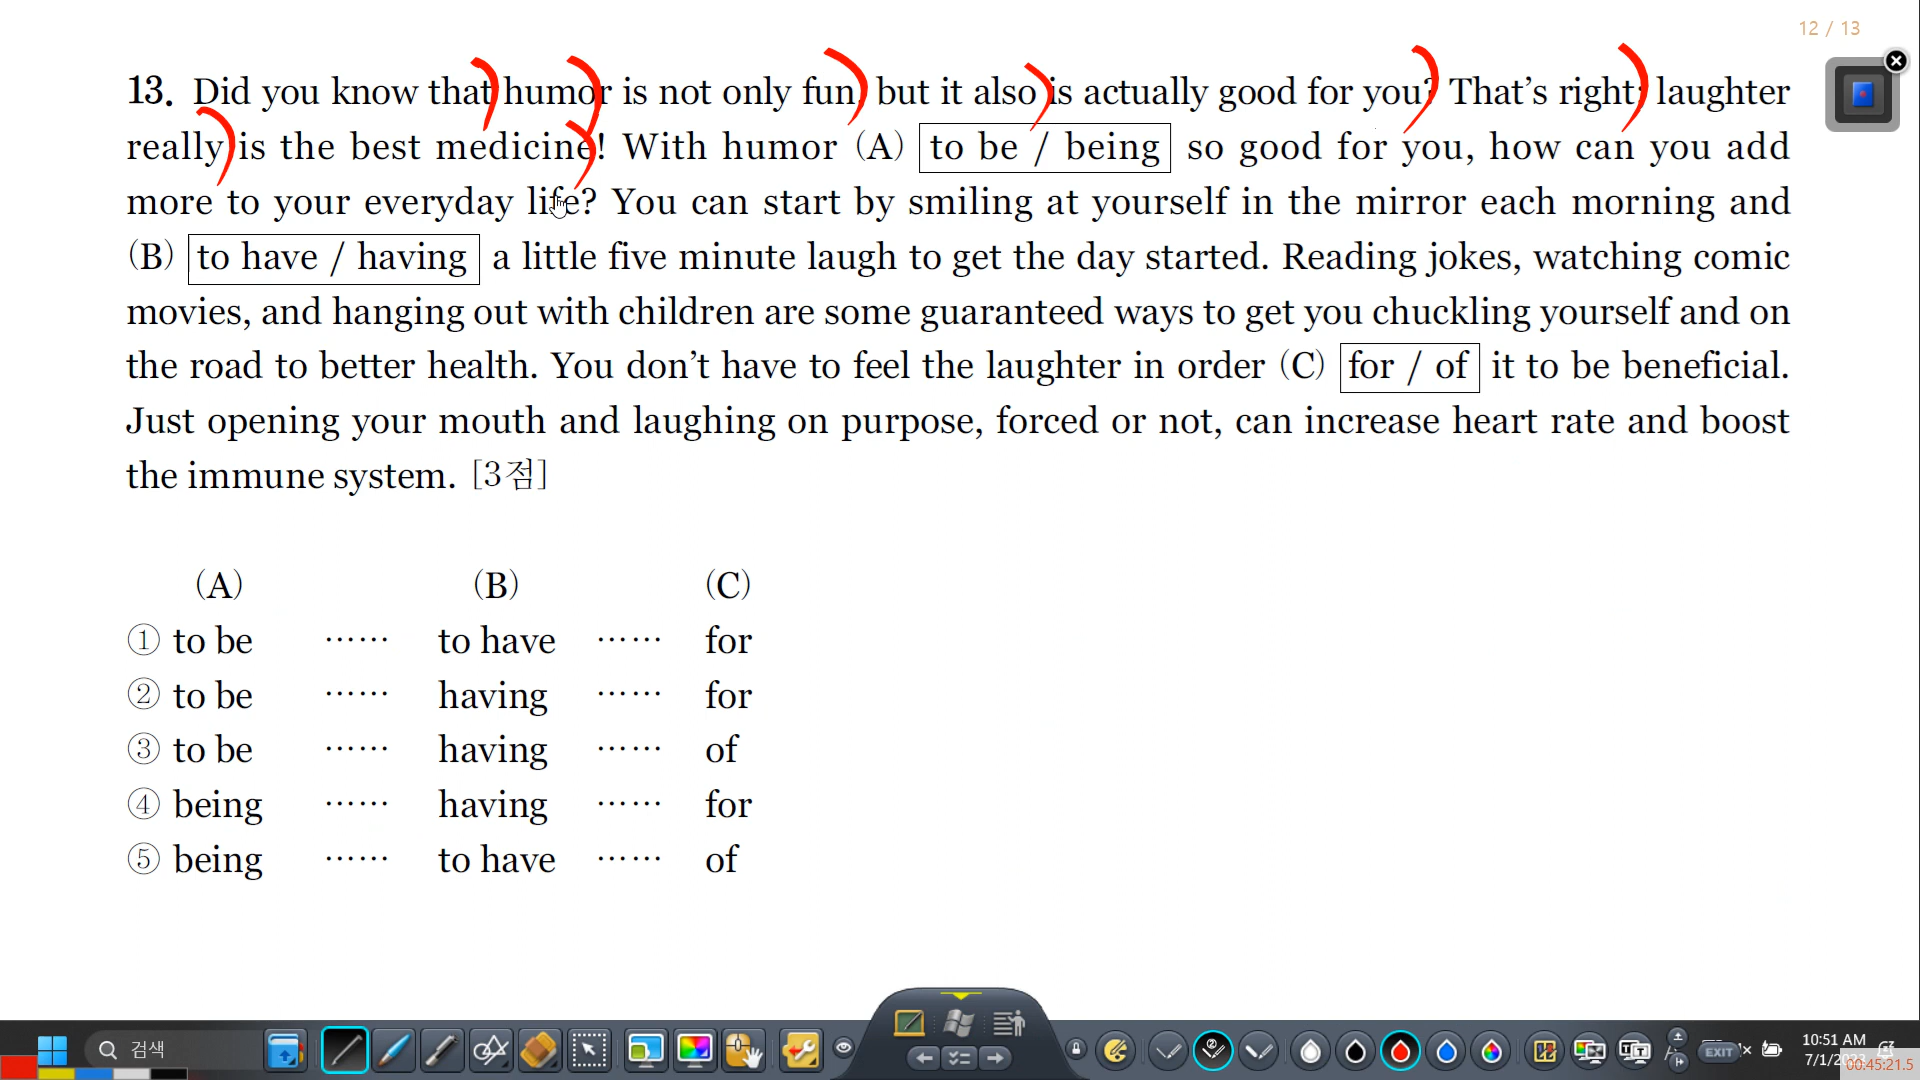 12 / 13
13. Did you know that humor is not only fun, but it also is actually good for you? That's right; laughter
really is the best medicine! With humor (A) to be / being so good for you, how can you add
more to your everyday life? You can start by smiling at yourself in the mirror each morning and
(B) to have / having a little five minute laugh to get the day started. Reading jokes, watching comic
movies, and hanging out with children are some guaranteed ways to get you chuckling yourself and on
the road to better health. You don't have to feel the laughter in order (C) for / of it to be beneficial.
Just opening your mouth and laughing on purpose, forced or not, can increase heart rate and boost
the immune system. [3점]
(A) (B) (C)
① to be ······ to have ······ for
② to be ······ having ······ for
③ to be ······ having ······ of
④ being ······ having ······ for
⑤ being ······ to have ······ of
검색
EXIT
10:51 AM
00:45:21.5